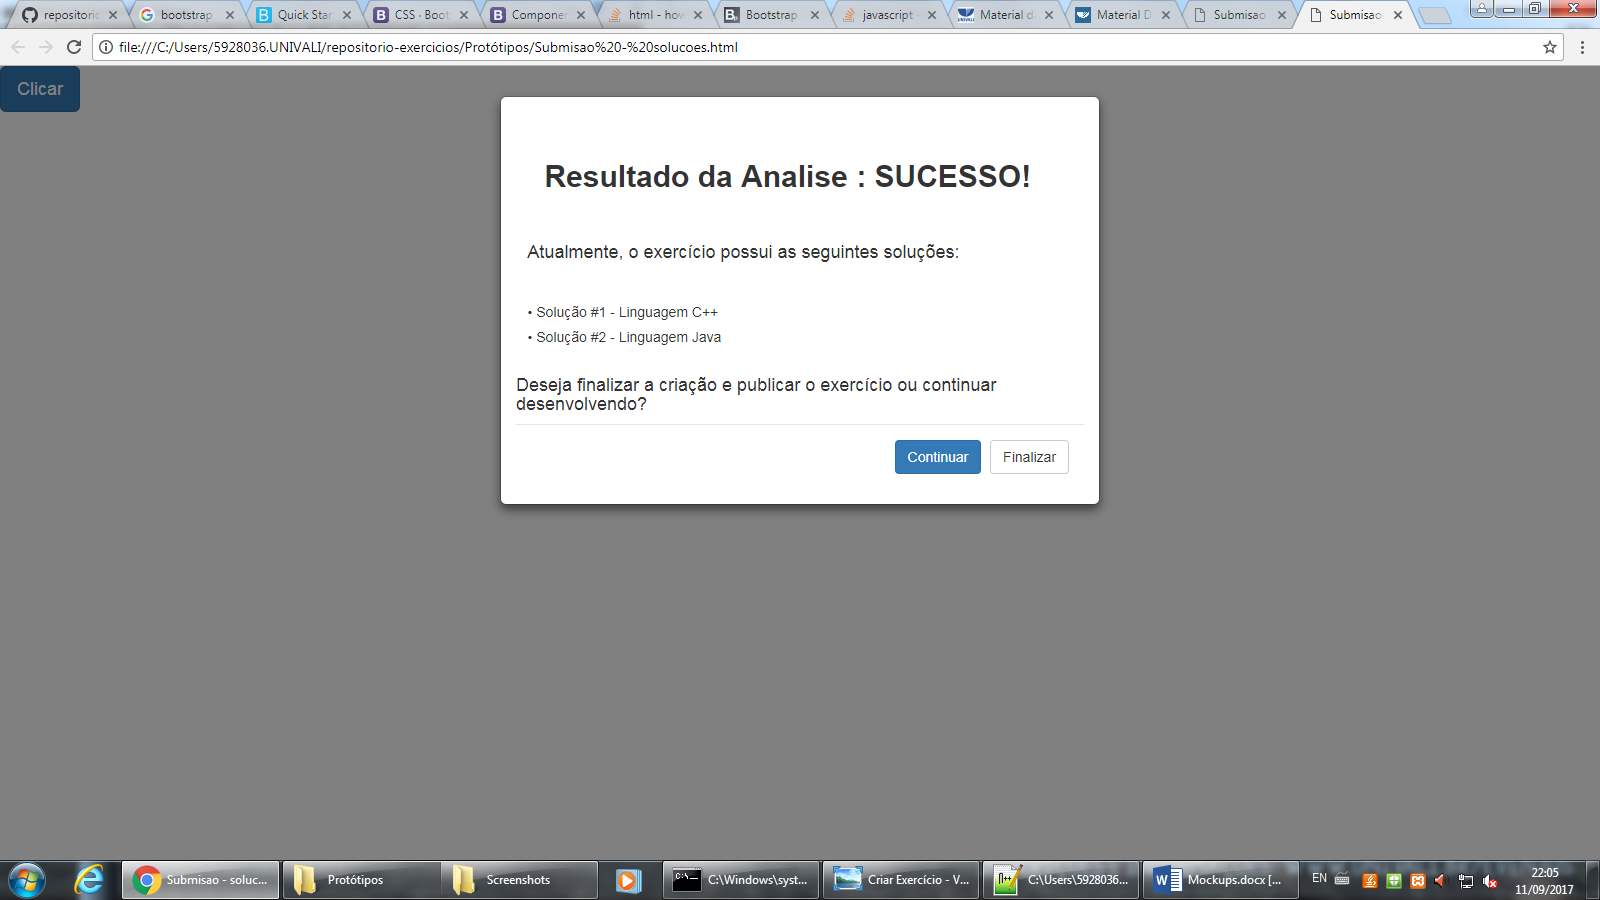 repositori
bootstrap
Quick Star
CSS · Boot
Componen
html - how
Bootstrap
javascript
Material d
Material D
Submisao
Submisao
file:///C:/Users/5928036.UNIVALI/repositorio-exercicios/Protótipos/Submisao%20-%20solucoes.html
Clicar
Resultado da Analise : SUCESSO!
Atualmente, o exercício possui as seguintes soluções:
• Solução #1 - Linguagem C++
• Solução #2 - Linguagem Java
Deseja finalizar a criação e publicar o exercício ou continuar
desenvolvendo?
Continuar
Finalizar
Submisao - soluc...
Protótipos
Screenshots
C:\Windows\syst...
Criar Exercício - V...
C:\Users\5928036...
Mockups.docx [...
EN
22:05
11/09/2017